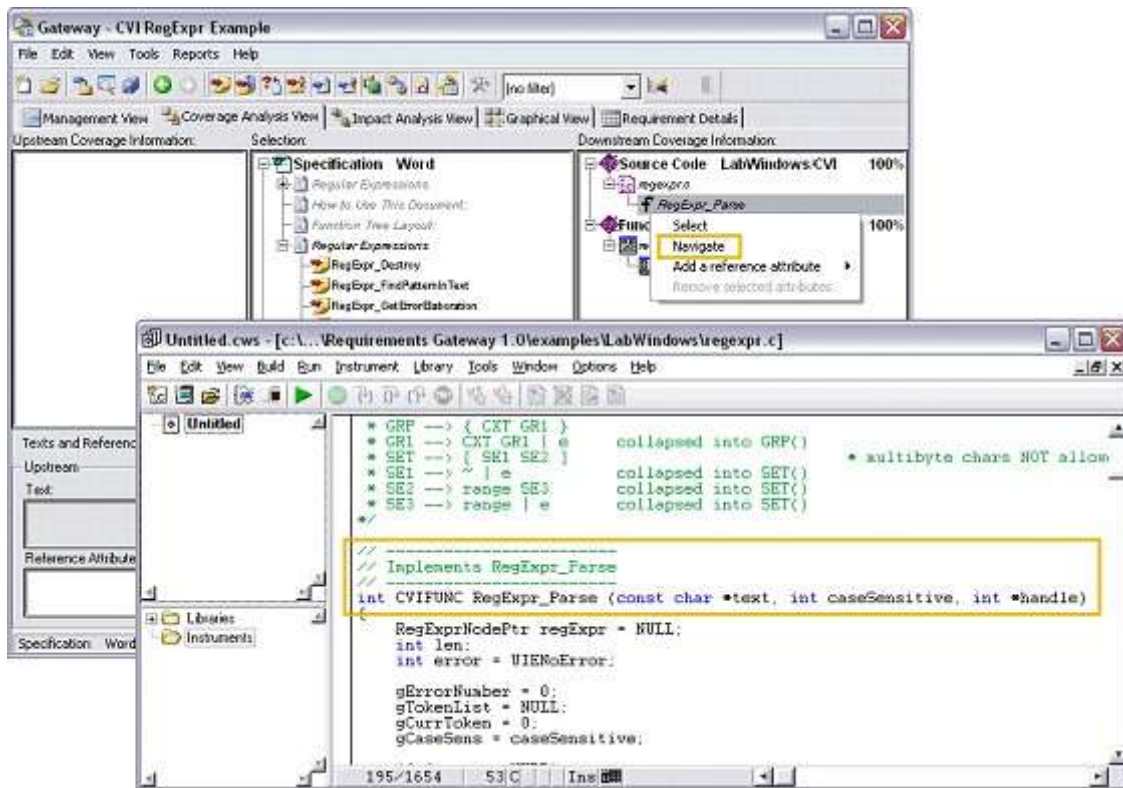 Gateway - CVI RegExpr Example
File Edit View Tools Reports Help
[no filter]
Management View Coverage Analysis View Impact Analysis View Graphical View Requirement Details
Upstream Coverage Information: Selection: Downstream Coverage Information:
Specification Word
Regular Expressions
How to Use This Document:
Function Tree Layout:
Regular Expressions
RegExpr_Destroy
RegExpr_FindPatternInText
RegExpr_GetErrorElaboration
Source Code LabWindows/CVI 100%
regexpr.c
RegExpr_Parse
Func 100%
Select
Navigate
Add a reference attribute
Remove selected attributes
Texts and Referenc
Upstream
Text:
Reference Attribute
Specification Word
Untitled.cws - [c:\...\Requirements Gateway 1.0\examples\LabWindows\regexpr.c]
File Edit View Build Run Instrument Library Tools Window Options Help
Untitled
Libraries
Instruments
* GRP --> { CXT GR1 }
* GR1 --> CXT GR1 | e collapsed into GRP()
* SET --> [ SE1 SE2 ] * multibyte chars NOT allow
* SE1 --> ~ | e collapsed into SET()
* SE2 --> range SE3 collapsed into SET()
* SE3 --> range | e collapsed into SET()
*/
// ------------------------
// Implements RegExpr_Parse
// ------------------------
int CVIFUNC RegExpr_Parse (const char *text, int caseSensitive, int *handle)
{
RegExprNodePtr regExpr = NULL;
int len;
int error = UIENoError;
gErrorNumber = 0;
gTokenList = NULL;
gCurrToken = 0;
gCaseSens = caseSensitive;
195/1654 53 C Ins